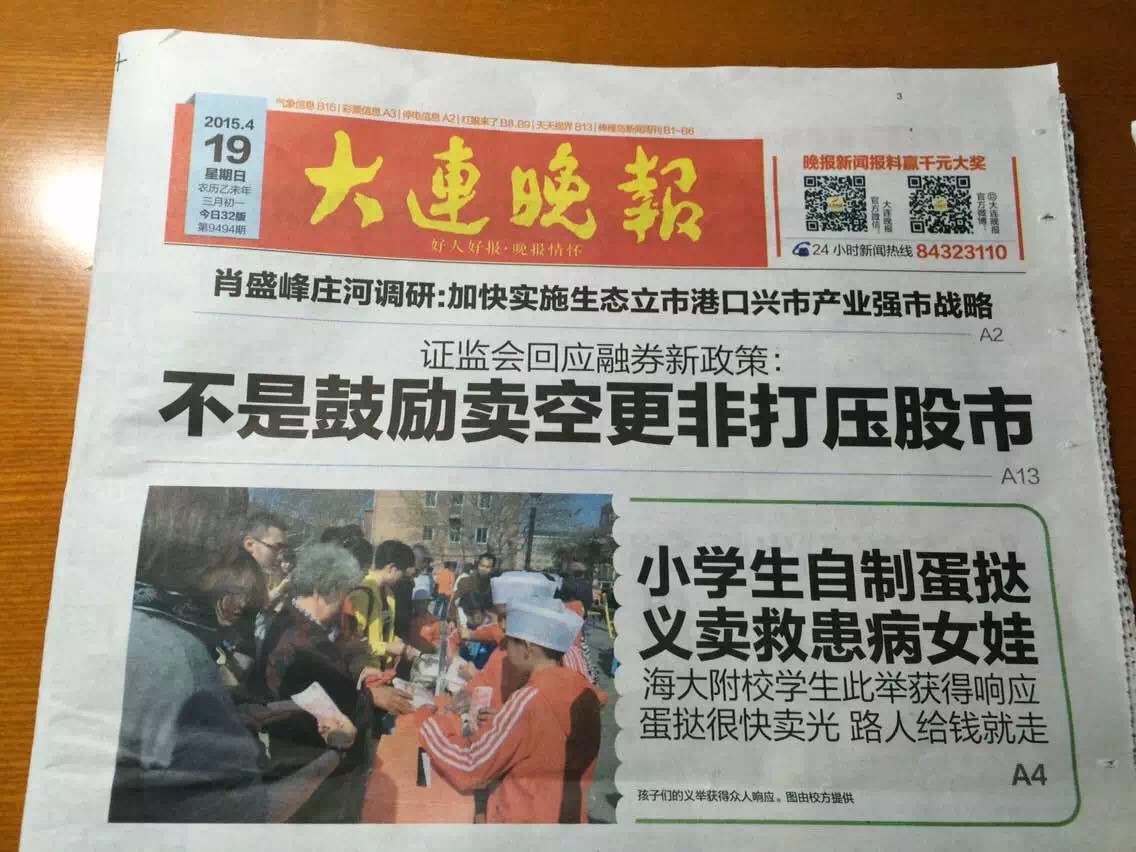 气象信息 B16 | 彩票信息 A3 | 停电信息 A2 | 红娘来了 B8、B9 | 天天视界 B13 | 棒棰岛新闻周刊 B1-B6
3
2015.4
19
星期日
农历乙未年
三月初一
今日32版
第9494期
大連晚報
好人好报·晚报情怀
晚报新闻报料赢千元大奖
大连晚报
官方微信:
@大连晚报
官方微博:
24小时新闻热线 84323110
肖盛峰庄河调研:加快实施生态立市港口兴市产业强市战略
A2
证监会回应融券新政策:
不是鼓励卖空更非打压股市
A13
小学生自制蛋挞
义卖救患病女娃
海大附校学生此举获得响应
蛋挞很快卖光 路人给钱就走
A4
孩子们的义举获得众人响应。图由校方提供